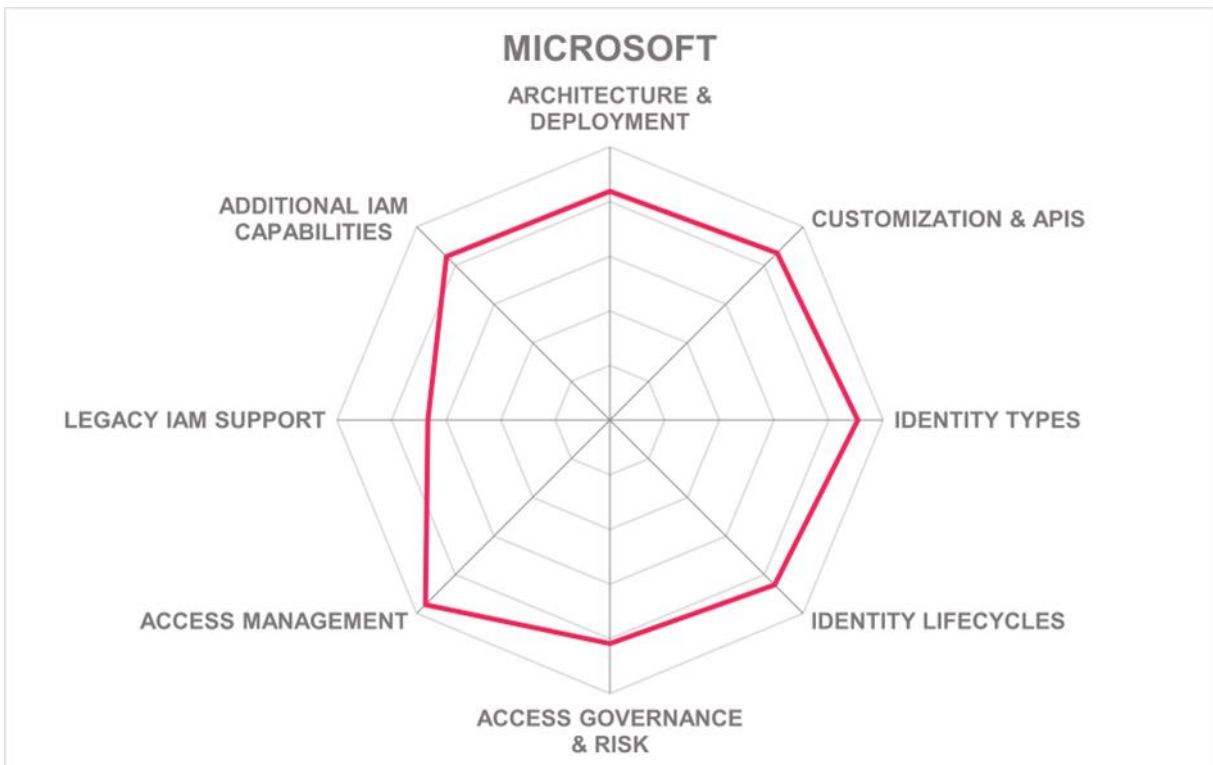 MICROSOFT
ARCHITECTURE &
DEPLOYMENT
ADDITIONAL IAM
CAPABILITIES
CUSTOMIZATION & APIS
LEGACY IAM SUPPORT
IDENTITY TYPES
ACCESS MANAGEMENT
IDENTITY LIFECYCLES
ACCESS GOVERNANCE
& RISK